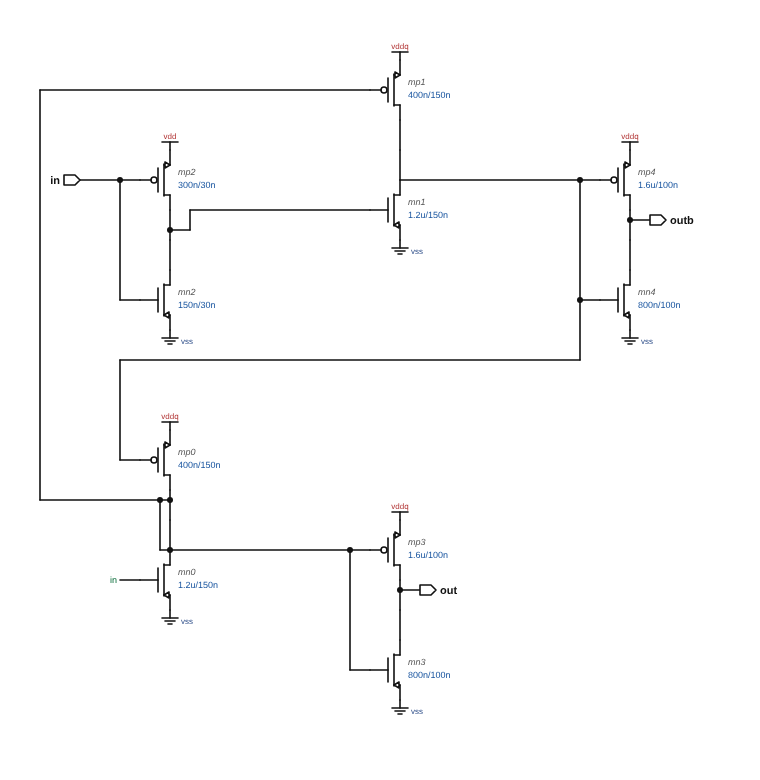 vddq
mp1
400n/150n
vdd
vddq
in
mp2
300n/30n
mp4
1.6u/100n
mn1
1.2u/150n
outb
vss
mn2
150n/30n
mn4
800n/100n
vss
vss
vddq
mp0
400n/150n
vddq
mp3
1.6u/100n
in
mn0
1.2u/150n
out
vss
mn3
800n/100n
vss